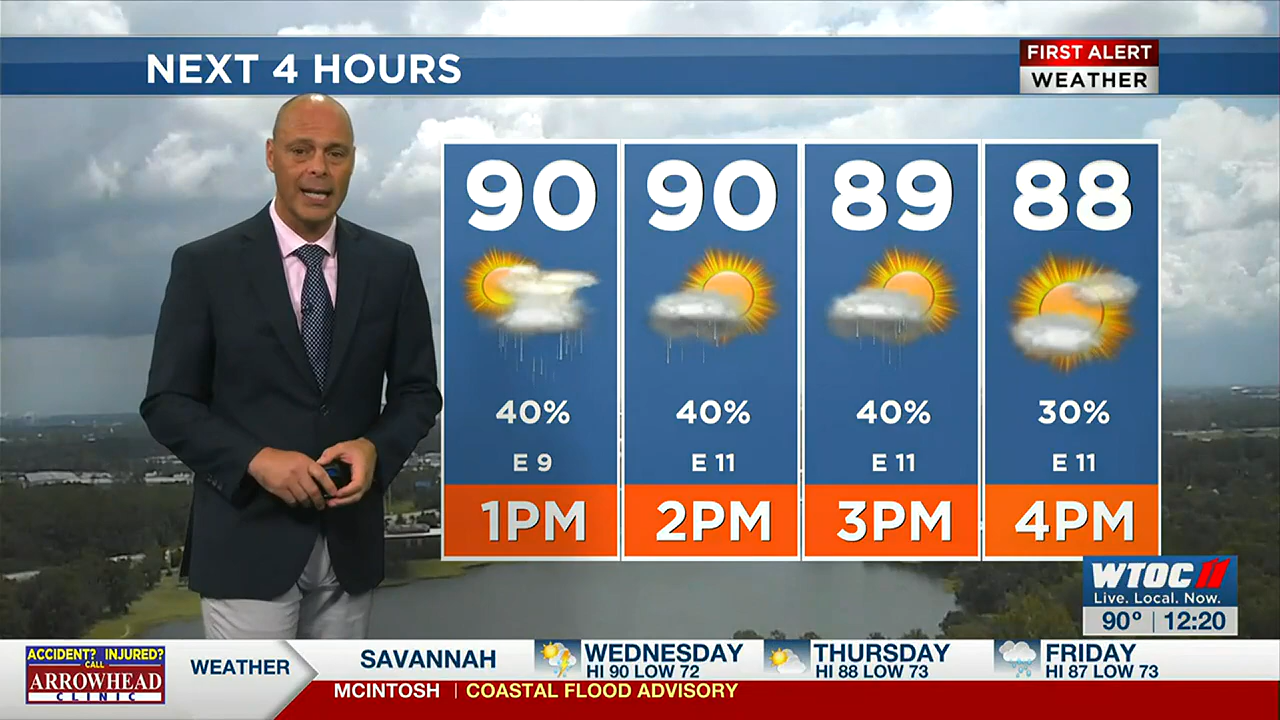 NEXT 4 HOURS
FIRST ALERT
WEATHER
90 90 89 88
40% 40% 40% 30%
E 9 E 11 E 11 E 11
1PM 2PM 3PM 4PM
WTOC 11
Live. Local. Now.
90° | 12:20
ACCIDENT? INJURED?
CALL
ARROWHEAD
CLINIC
WEATHER
SAVANNAH
WEDNESDAY
HI 90 LOW 72
THURSDAY
HI 88 LOW 73
FRIDAY
HI 87 LOW 73
MCINTOSH | COASTAL FLOOD ADVISORY